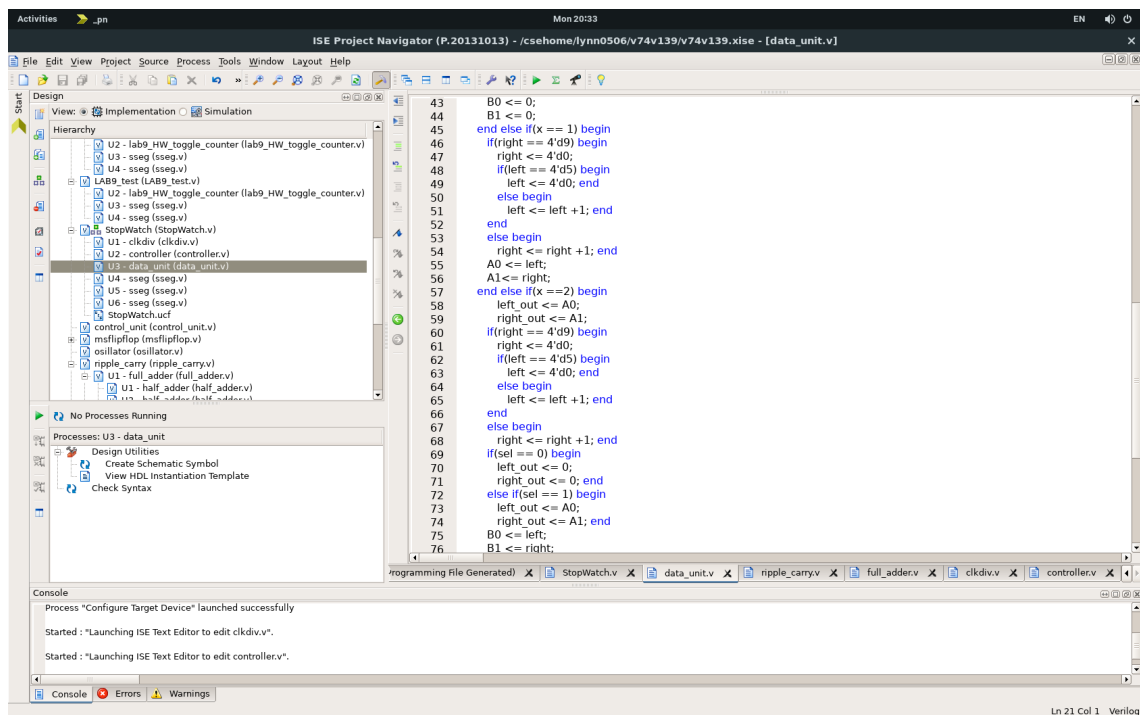 Activities _pn Mon 20:33 EN
ISE Project Navigator (P.20131013) - /csehome/lynn0506/v74v139/v74v139.xise - [data_unit.v]
File Edit View Project Source Process Tools Window Layout Help
Start
Design
View: Implementation Simulation
Hierarchy
U2 - lab9_HW_toggle_counter (lab9_HW_toggle_counter.v)
U3 - sseg (sseg.v)
U4 - sseg (sseg.v)
LAB9_test (LAB9_test.v)
U2 - lab9_HW_toggle_counter (lab9_HW_toggle_counter.v)
U3 - sseg (sseg.v)
U4 - sseg (sseg.v)
StopWatch (StopWatch.v)
U1 - clkdiv (clkdiv.v)
U2 - controller (controller.v)
U3 - data_unit (data_unit.v)
U4 - sseg (sseg.v)
U5 - sseg (sseg.v)
U6 - sseg (sseg.v)
StopWatch.ucf
control_unit (control_unit.v)
msflipflop (msflipflop.v)
osillator (osillator.v)
ripple_carry (ripple_carry.v)
U1 - full_adder (full_adder.v)
U1 - half_adder (half_adder.v)
U2 - half_adder (half_adder.v)
No Processes Running
Processes: U3 - data_unit
Design Utilities
Create Schematic Symbol
View HDL Instantiation Template
Check Syntax
43 B0 <= 0;
44 B1 <= 0;
45 end else if(x == 1) begin
46 if(right == 4'd9) begin
47 right <= 4'd0;
48 if(left == 4'd5) begin
49 left <= 4'd0; end
50 else begin
51 left <= left +1; end
52 end
53 else begin
54 right <= right +1; end
55 A0 <= left;
56 A1<= right;
57 end else if(x ==2) begin
58 left_out <= A0;
59 right_out <= A1;
60 if(right == 4'd9) begin
61 right <= 4'd0;
62 if(left == 4'd5) begin
63 left <= 4'd0; end
64 else begin
65 left <= left +1; end
66 end
67 else begin
68 right <= right +1; end
69 if(sel == 0) begin
70 left_out <= 0;
71 right_out <= 0; end
72 else if(sel == 1) begin
73 left_out <= A0;
74 right_out <= A1; end
75 B0 <= left;
76 B1 <= right;
rogramming File Generated) StopWatch.v data_unit.v ripple_carry.v full_adder.v clkdiv.v controller.v
Console
Process "Configure Target Device" launched successfully
Started : "Launching ISE Text Editor to edit clkdiv.v".
Started : "Launching ISE Text Editor to edit controller.v".
Console Errors Warnings
Ln 21 Col 1 Verilog